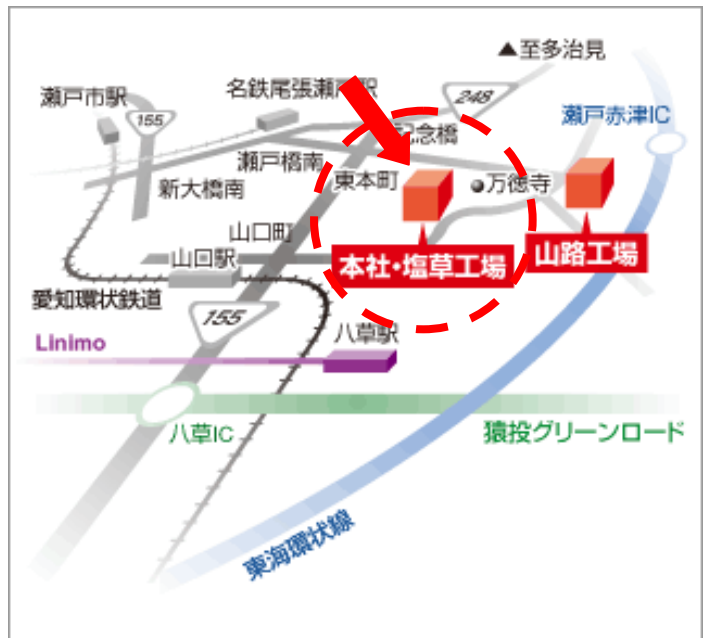 ▲至多治見
瀬戸市駅
155
名鉄尾張瀬戸駅
248
記念橋
瀬戸赤津IC
瀬戸橋南
新大橋南
東本町
万徳寺
山口町
山口駅
本社・塩草工場
山路工場
愛知環状鉄道
155
八草駅
Linimo
八草IC
猿投グリーンロード
東海環状線